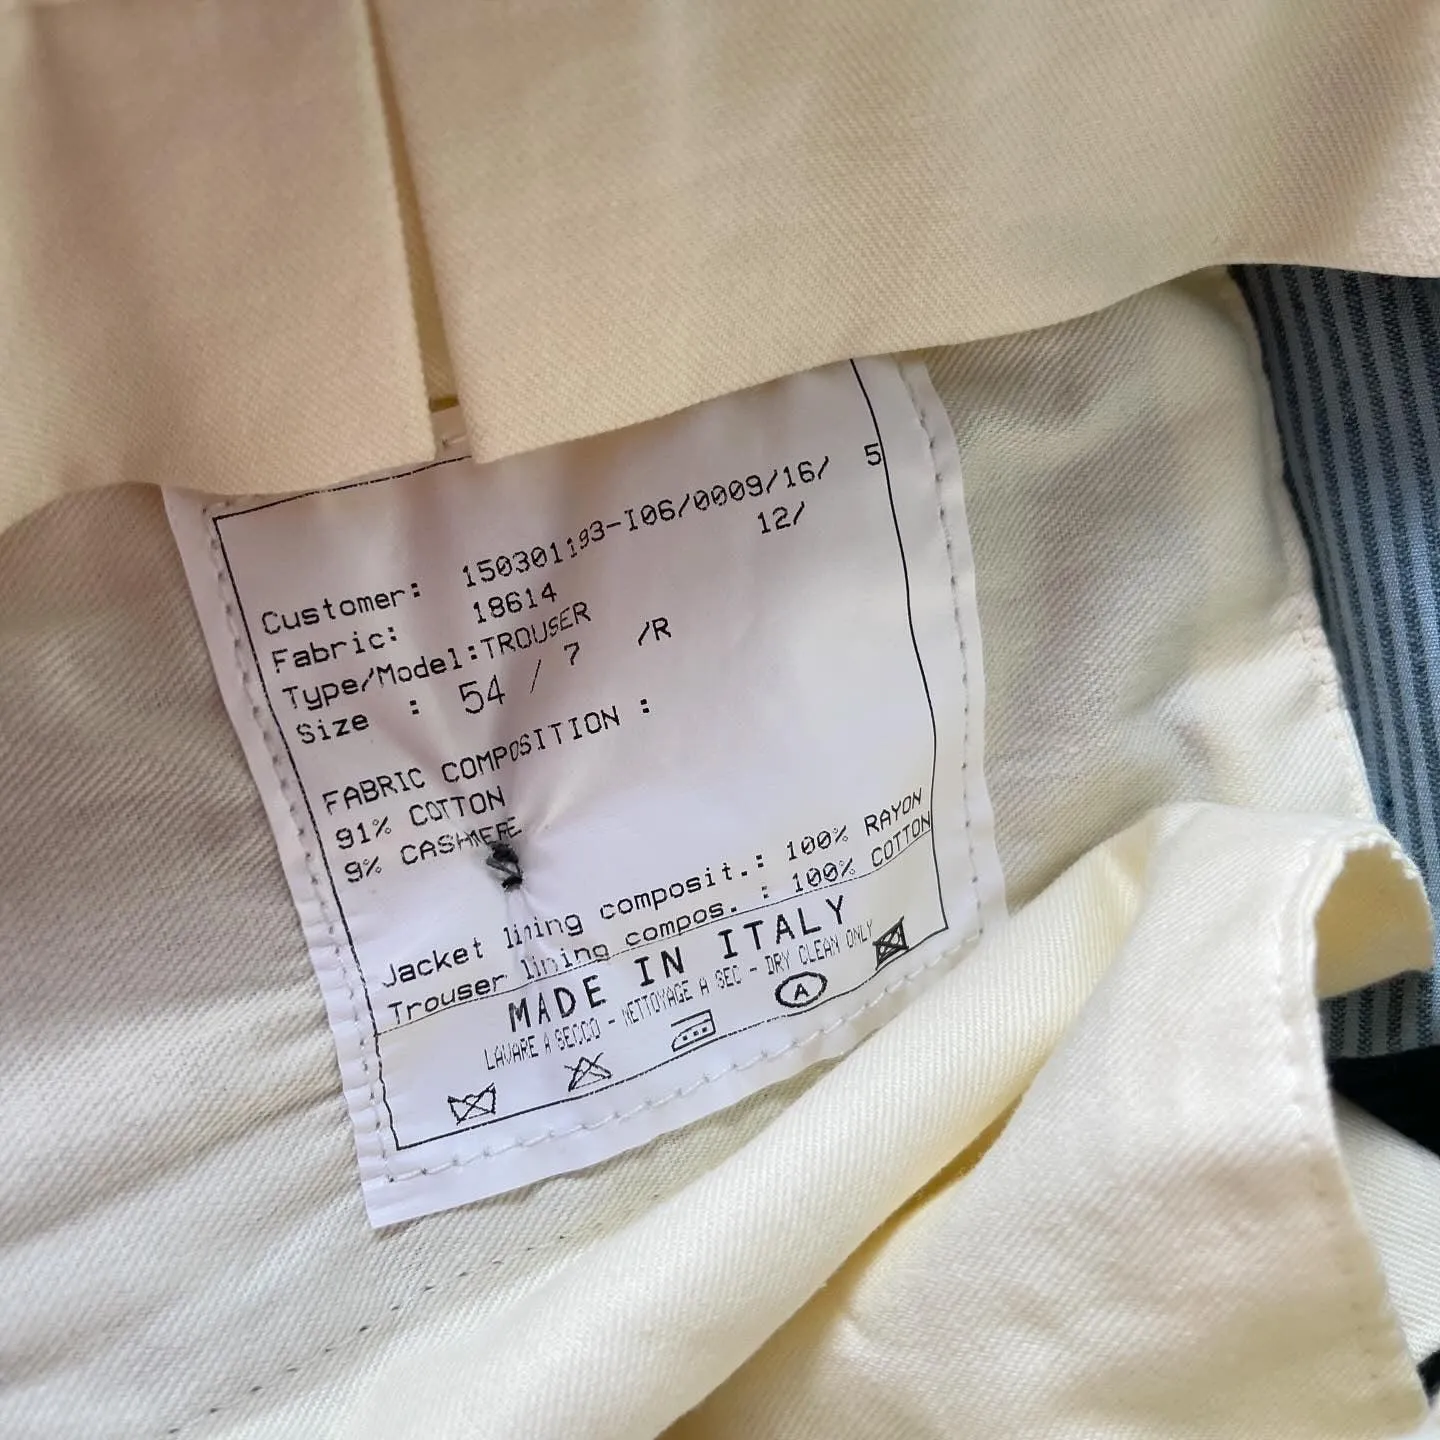 Customer: 150301193-I06/0009/16/ 5
Fabric: 18614 12/
Type/Model:TROUSER
Size : 54 / 7 /R
FABRIC COMPOSITION :
91% COTTON
9% CASHMERE
Jacket lining composit.: 100% RAYON
Trouser lining compos. : 100% COTTON
MADE IN ITALY
LAVARE A SECCO - NETTOYAGE A SEC - DRY CLEAN ONLY
A